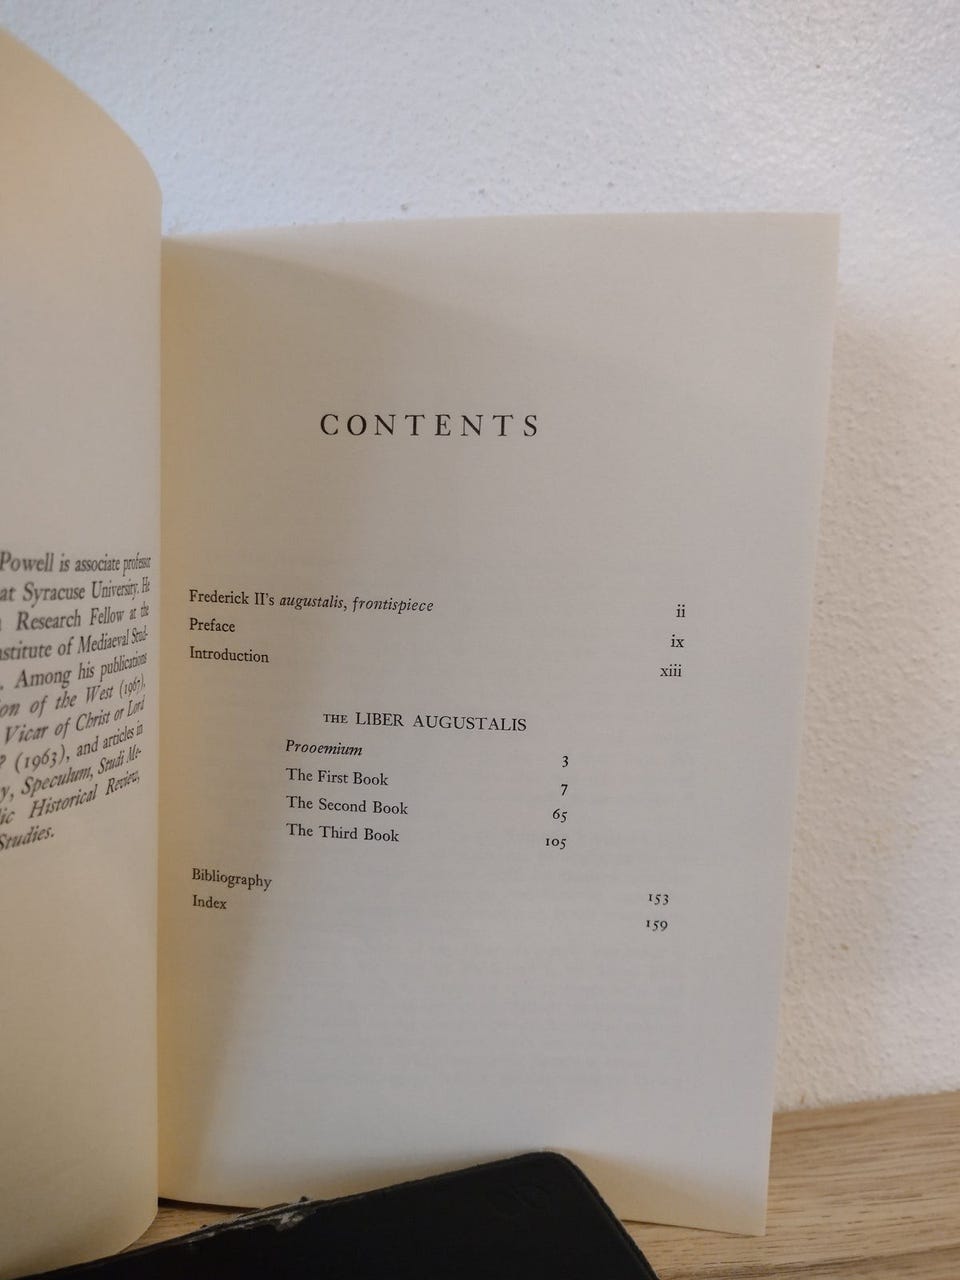 Powell is associate professor
at Syracuse University. He
Research Fellow at the
stitute of Mediaeval Stud-
. Among his publications
on of the West (1967),
Vicar of Christ or Lord
? (1963), and articles in
y, Speculum, Studi Me-
ic Historical Review,
Studies.
CONTENTS
Frederick II's augustalis, frontispiece ii
Preface ix
Introduction xiii
THE LIBER AUGUSTALIS
Prooemium 3
The First Book 7
The Second Book 65
The Third Book 105
Bibliography 153
Index 159